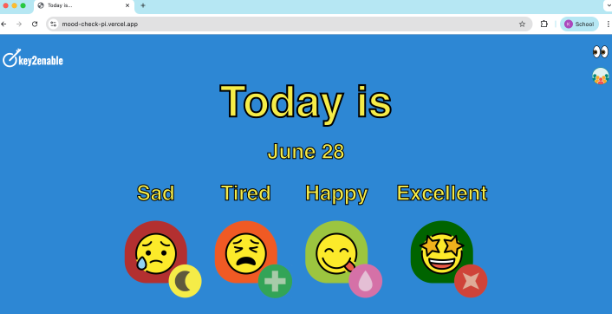 Today is...
mood-check-pi.vercel.app
School
key2enable
Today is
June 28
Sad Tired Happy Excellent